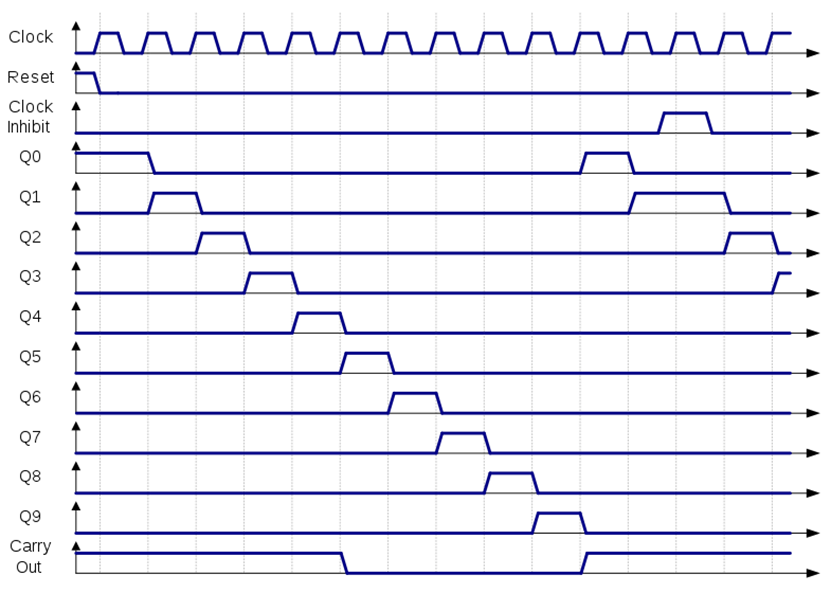 Clock
Reset
Clock
Inhibit
Q0
Q1
Q2
Q3
Q4
Q5
Q6
Q7
Q8
Q9
Carry
Out